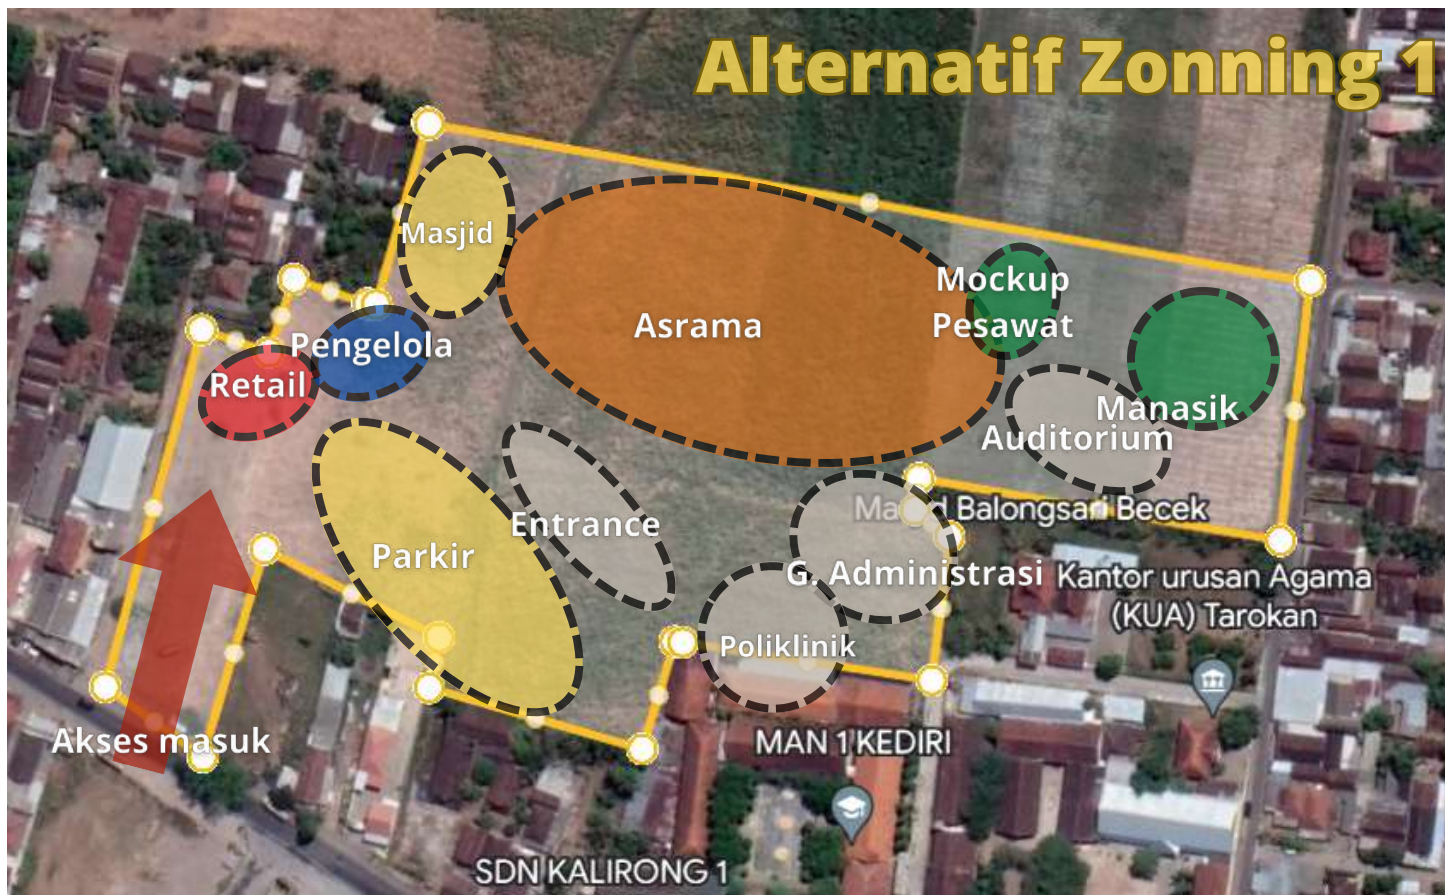 Alternatif Zonning 1
Masjid
Mockup
Pesawat
Asrama
Pengelola
Retail
Manasik
Auditorium
Masjid Balongsari Becek
Entrance
Parkir
G. Administrasi
Kantor urusan Agama
(KUA) Tarokan
Poliklinik
Akses masuk
MAN 1 KEDIRI
SDN KALIRONG 1